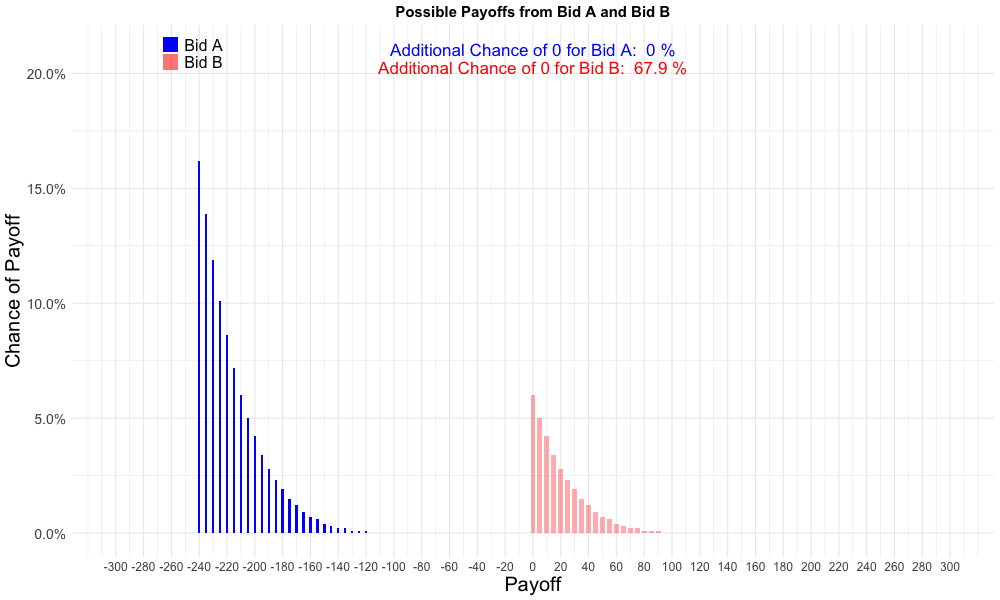 Possible Payoffs from Bid A and Bid B
Bid A
Bid B
Additional Chance of 0 for Bid A:  0 %
Additional Chance of 0 for Bid B:  67.9 %
Chance of Payoff
20.0%
15.0%
10.0%
5.0%
0.0%
-300 -280 -260 -240 -220 -200 -180 -160 -140 -120 -100 -80 -60 -40 -20 0 20 40 60 80 100 120 140 160 180 200 220 240 260 280 300
Payoff